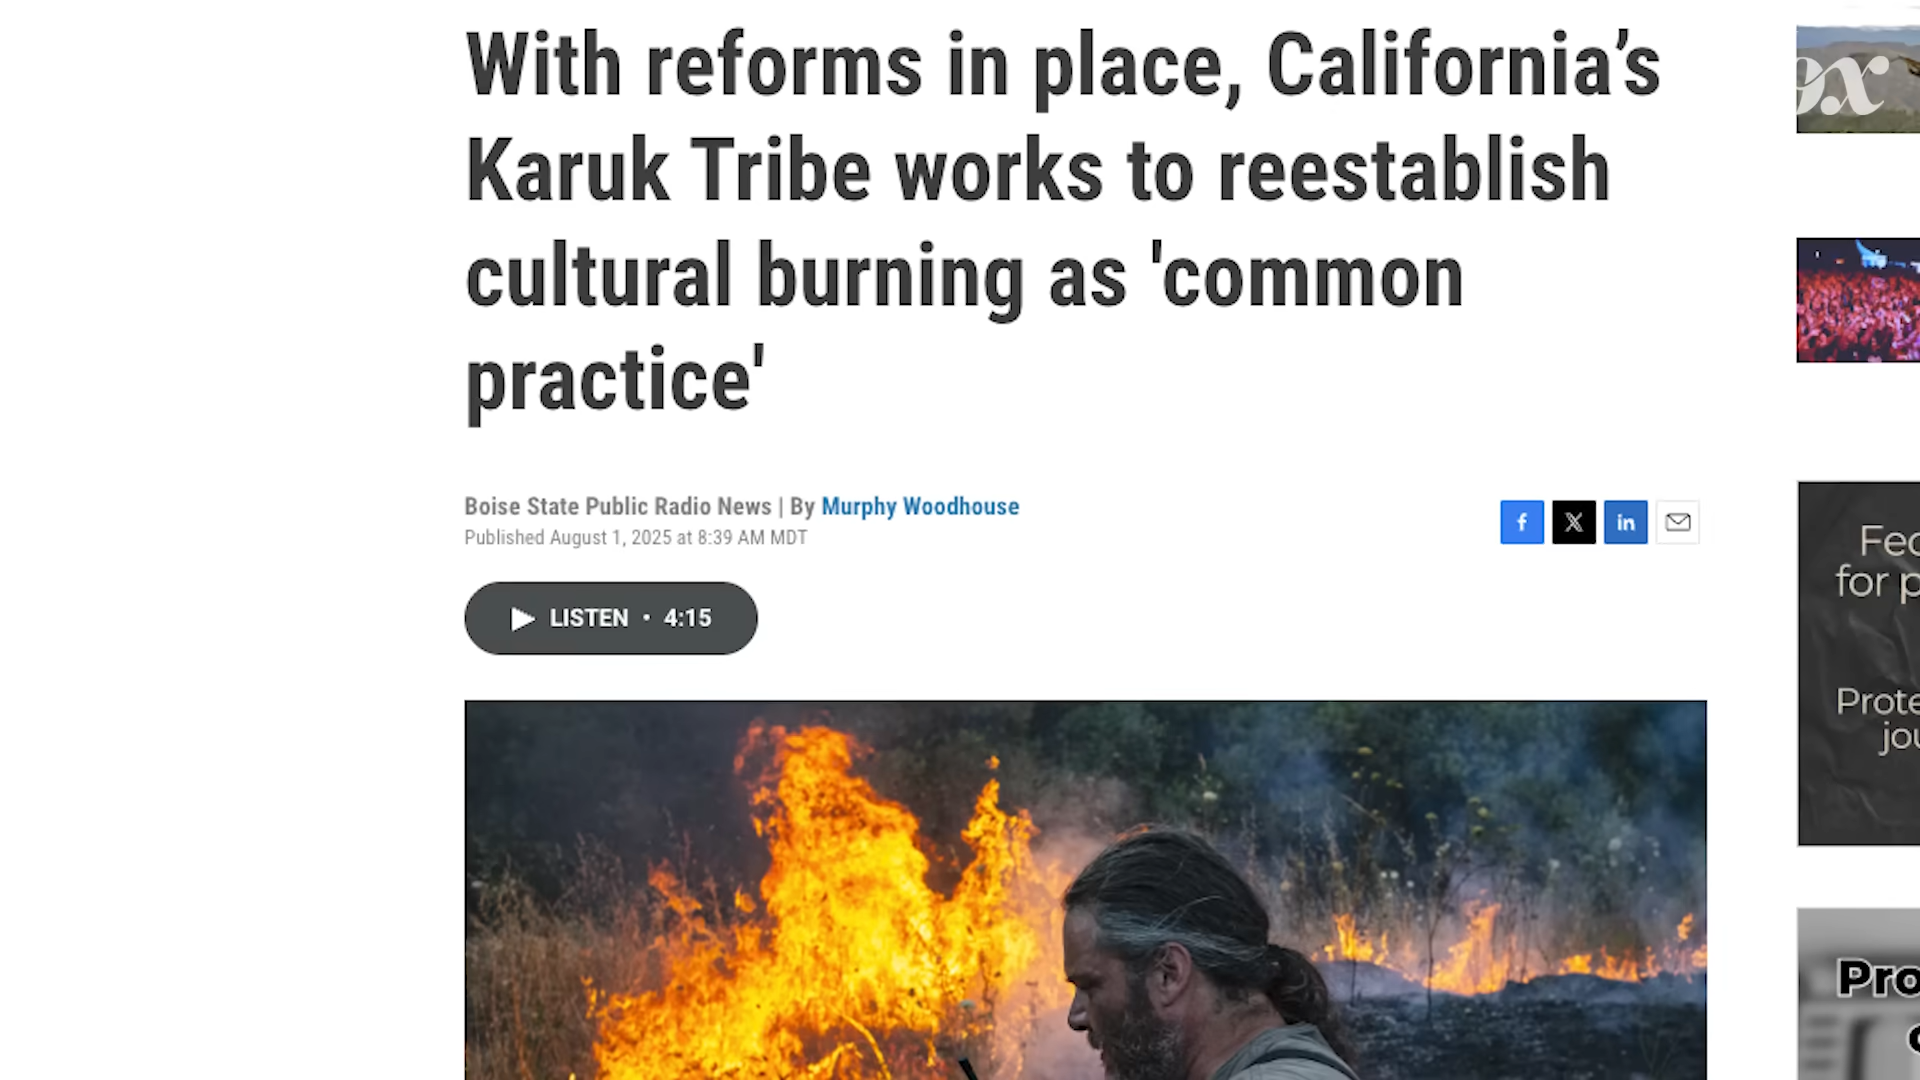 With reforms in place, California’s
Karuk Tribe works to reestablish
cultural burning as 'common
practice'
Boise State Public Radio News | By Murphy Woodhouse
Published August 1, 2025 at 8:39 AM MDT
LISTEN • 4:15
for p